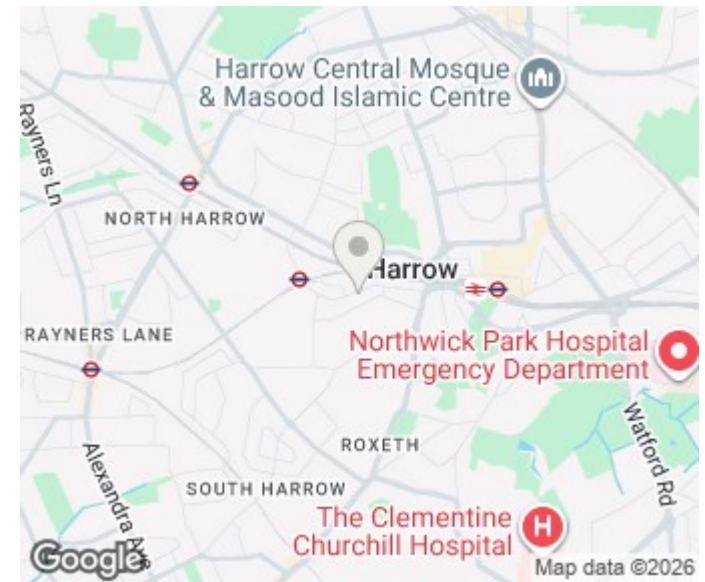 Harrow Central Mosque
& Masood Islamic Centre
Rayners Ln
NORTH HARROW
Harrow
RAYNERS LANE
Northwick Park Hospital
Emergency Department
Watford Rd
ROXETH
Alexandra Ave
SOUTH HARROW
The Clementine
Churchill Hospital
H
Google
Map data ©2026